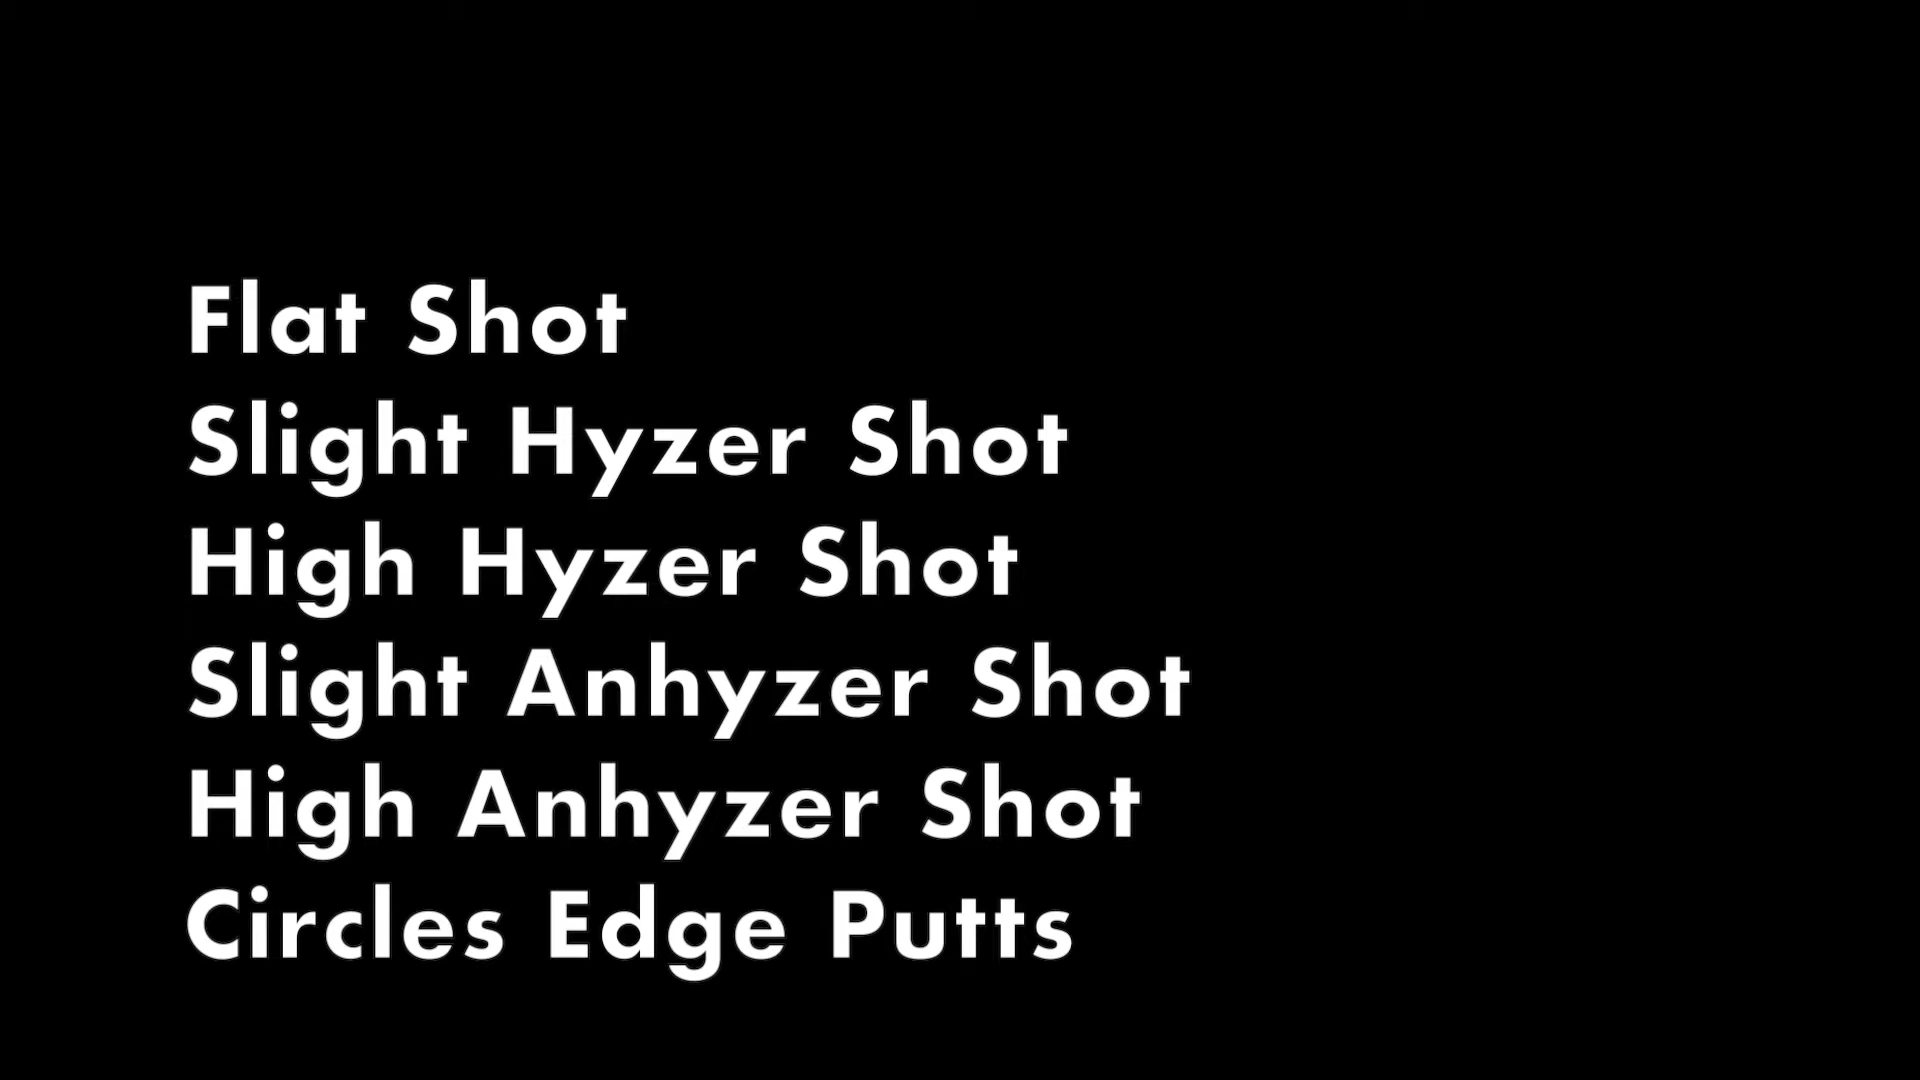 Flat Shot
Slight Hyzer Shot
High Hyzer Shot
Slight Anhyzer Shot
High Anhyzer Shot
Circles Edge Putts